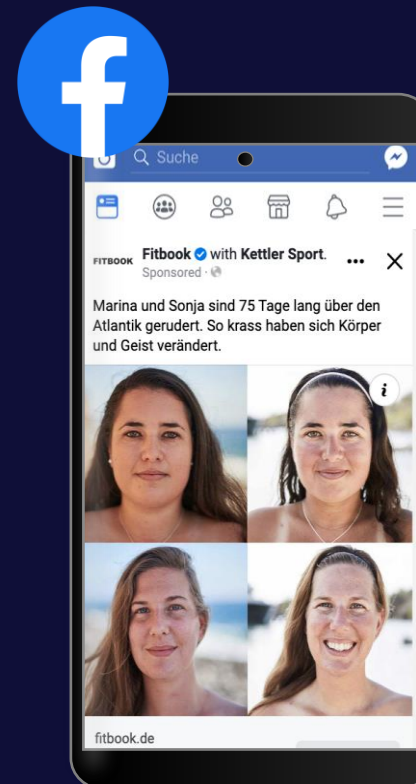 Suche
FITBOOK
Fitbook with Kettler Sport.
Sponsored ·
Marina und Sonja sind 75 Tage lang über den
Atlantik gerudert. So krass haben sich Körper
und Geist verändert.
i
fitbook.de